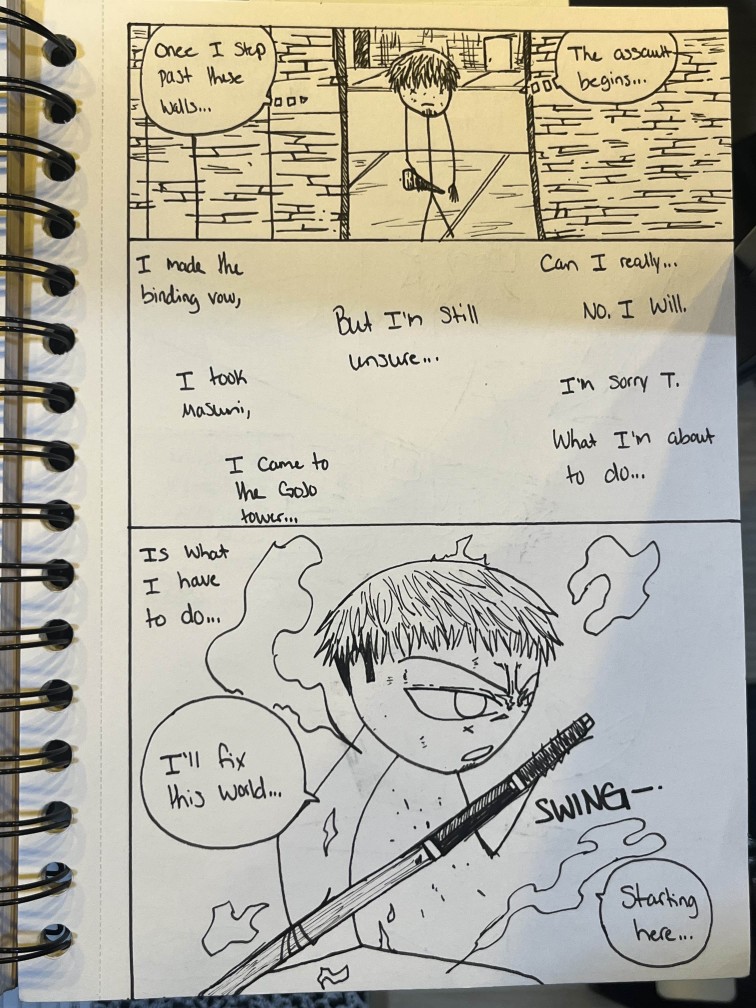 Once I Step
past these
walls...
The assault
begins...
I made the
binding vow,
I took
Masumi,
I came to
the GoJo
tower...
But I'm Still
unsure...
Can I really...
No. I Will.
I'm Sorry T.
What I'm about
to do...
Is What
I have
to do...
I'll fix
this world...
SWING—
Starting
here...